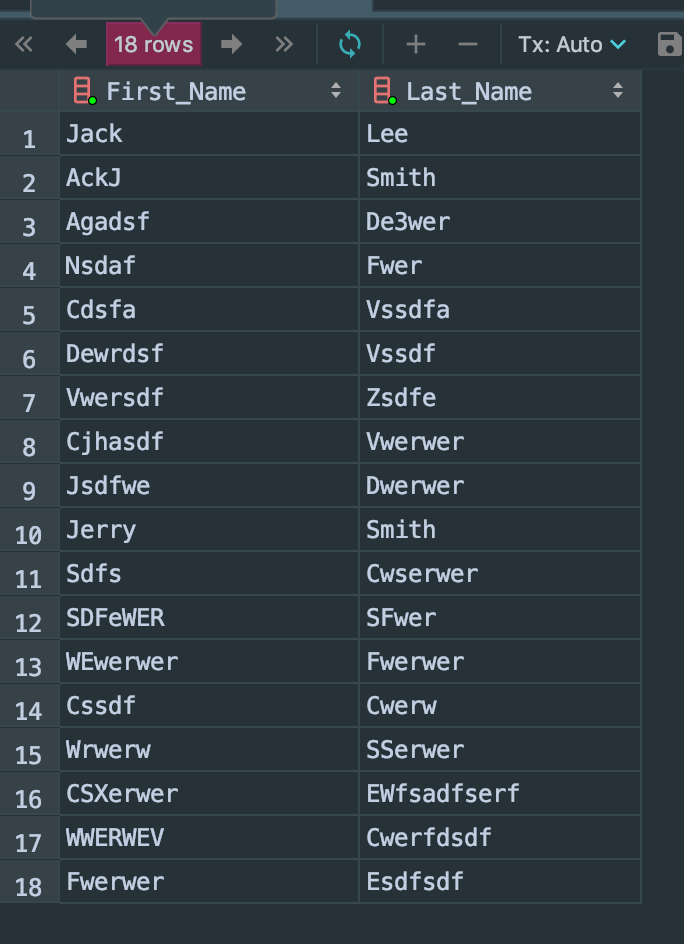 18 rows Tx: Auto
First_Name Last_Name
1 Jack Lee
2 AckJ Smith
3 Agadsf De3wer
4 Nsdaf Fwer
5 Cdsfa Vssdfa
6 Dewrdsf Vssdf
7 Vwersdf Zsdfe
8 Cjhasdf Vwerwer
9 Jsdfwe Dwerwer
10 Jerry Smith
11 Sdfs Cwserwer
12 SDFeWER SFwer
13 WEwerwer Fwerwer
14 Cssdf Cwerw
15 Wrwerw SSerwer
16 CSXerwer EWfsadfserf
17 WWERWEV Cwerfdsdf
18 Fwerwer Esdfsdf